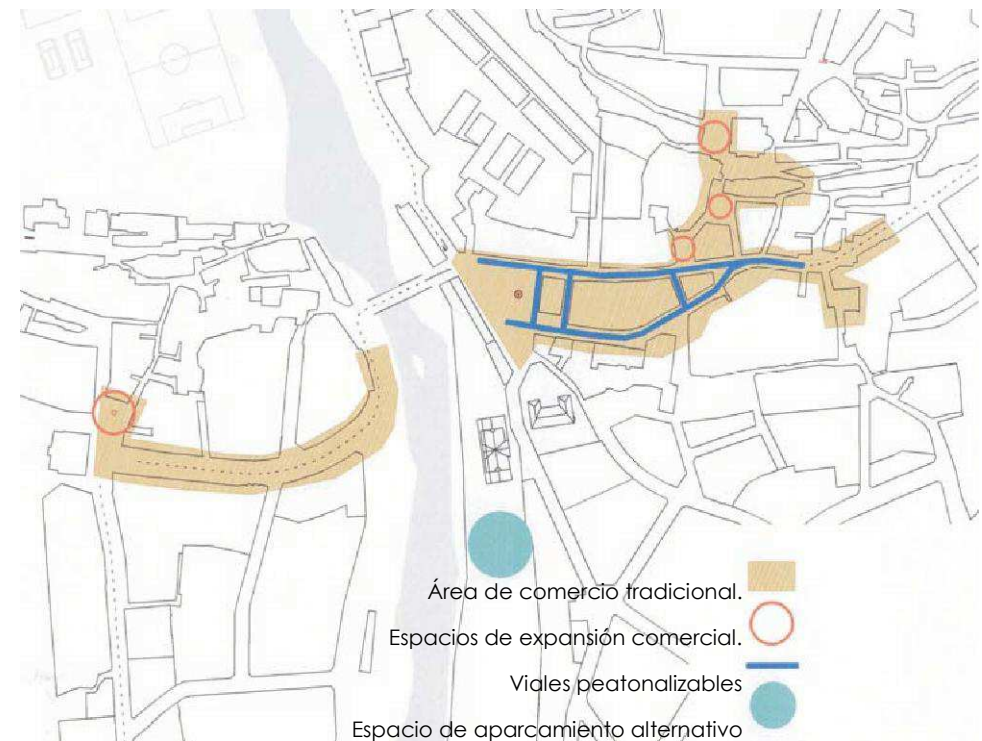 Área de comercio tradicional.
Espacios de expansión comercial.
Viales peatonalizables
Espacio de aparcamiento alternativo